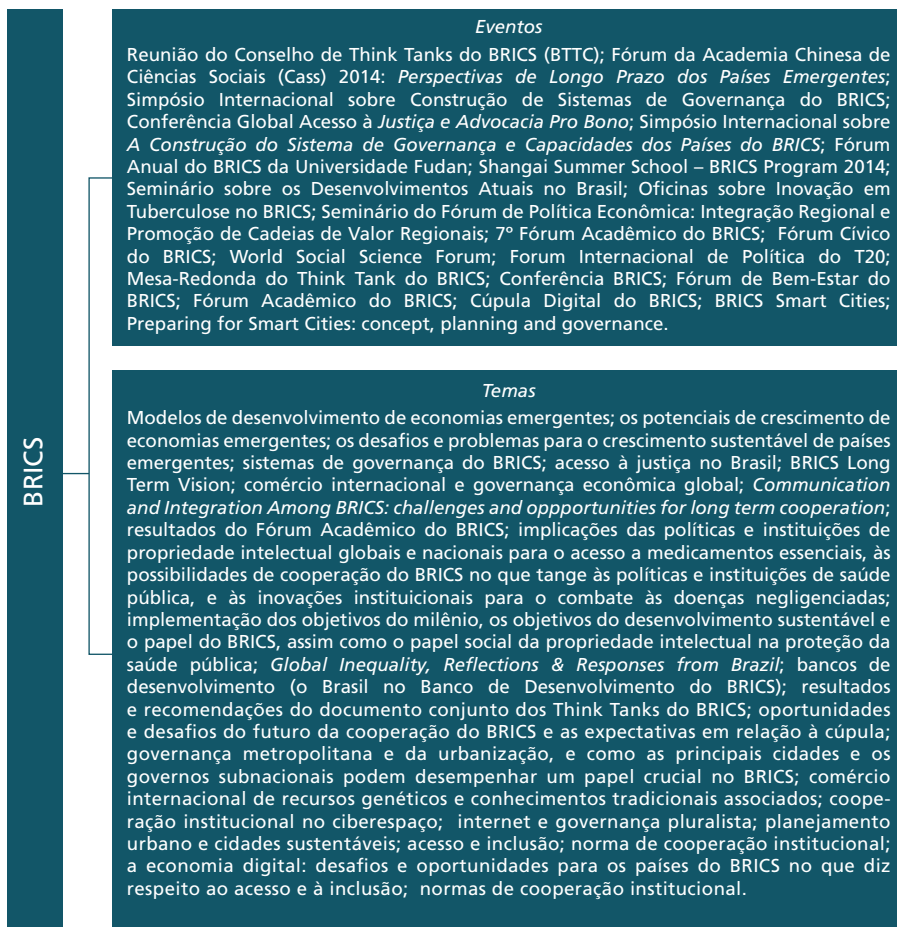 BRICS
Eventos
Reunião do Conselho de Think Tanks do BRICS (BTTC); Fórum da Academia Chinesa de
Ciências Sociais (Cass) 2014: Perspectivas de Longo Prazo dos Países Emergentes;
Simpósio Internacional sobre Construção de Sistemas de Governança do BRICS;
Conferência Global Acesso à Justiça e Advocacia Pro Bono; Simpósio Internacional sobre
A Construção do Sistema de Governança e Capacidades dos Países do BRICS; Fórum
Anual do BRICS da Universidade Fudan; Shangai Summer School – BRICS Program 2014;
Seminário sobre os Desenvolvimentos Atuais no Brasil; Oficinas sobre Inovação em
Tuberculose no BRICS; Seminário do Fórum de Política Econômica: Integração Regional e
Promoção de Cadeias de Valor Regionais; 7º Fórum Acadêmico do BRICS; Fórum Cívico
do BRICS; World Social Science Forum; Forum Internacional de Política do T20;
Mesa-Redonda do Think Tank do BRICS; Conferência BRICS; Fórum de Bem-Estar do
BRICS; Fórum Acadêmico do BRICS; Cúpula Digital do BRICS; BRICS Smart Cities;
Preparing for Smart Cities: concept, planning and governance.
Temas
Modelos de desenvolvimento de economias emergentes; os potenciais de crescimento de
economias emergentes; os desafios e problemas para o crescimento sustentável de países
emergentes; sistemas de governança do BRICS; acesso à justiça no Brasil; BRICS Long
Term Vision; comércio internacional e governança econômica global; Communication
and Integration Among BRICS: challenges and oppportunities for long term cooperation;
resultados do Fórum Acadêmico do BRICS; implicações das políticas e instituições de
propriedade intelectual globais e nacionais para o acesso a medicamentos essenciais, às
possibilidades de cooperação do BRICS no que tange às políticas e instituições de saúde
pública, e às inovações instituicionais para o combate às doenças negligenciadas;
implementação dos objetivos do milênio, os objetivos do desenvolvimento sustentável e
o papel do BRICS, assim como o papel social da propriedade intelectual na proteção da
saúde pública; Global Inequality, Reflections & Responses from Brazil; bancos de
desenvolvimento (o Brasil no Banco de Desenvolvimento do BRICS); resultados
e recomendações do documento conjunto dos Think Tanks do BRICS; oportunidades
e desafios do futuro da cooperação do BRICS e as expectativas em relação à cúpula;
governança metropolitana e da urbanização, e como as principais cidades e os
governos subnacionais podem desempenhar um papel crucial no BRICS; comércio
internacional de recursos genéticos e conhecimentos tradicionais associados; coope-
ração institucional no ciberespaço; internet e governança pluralista; planejamento
urbano e cidades sustentáveis; acesso e inclusão; norma de cooperação institucional;
a economia digital: desafios e oportunidades para os países do BRICS no que diz
respeito ao acesso e à inclusão; normas de cooperação institucional.